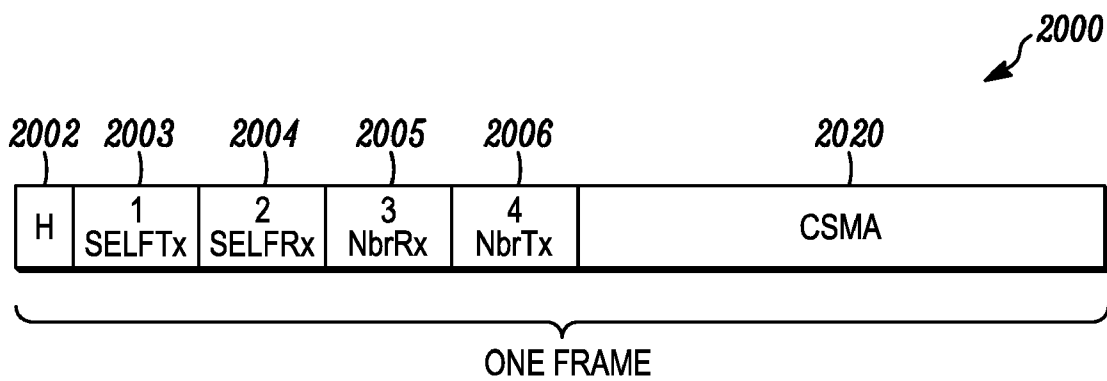 2000
2002 2003 2004 2005 2006 2020
H 1 SELFTx 2 SELFRx 3 NbrRx 4 NbrTx CSMA
ONE FRAME